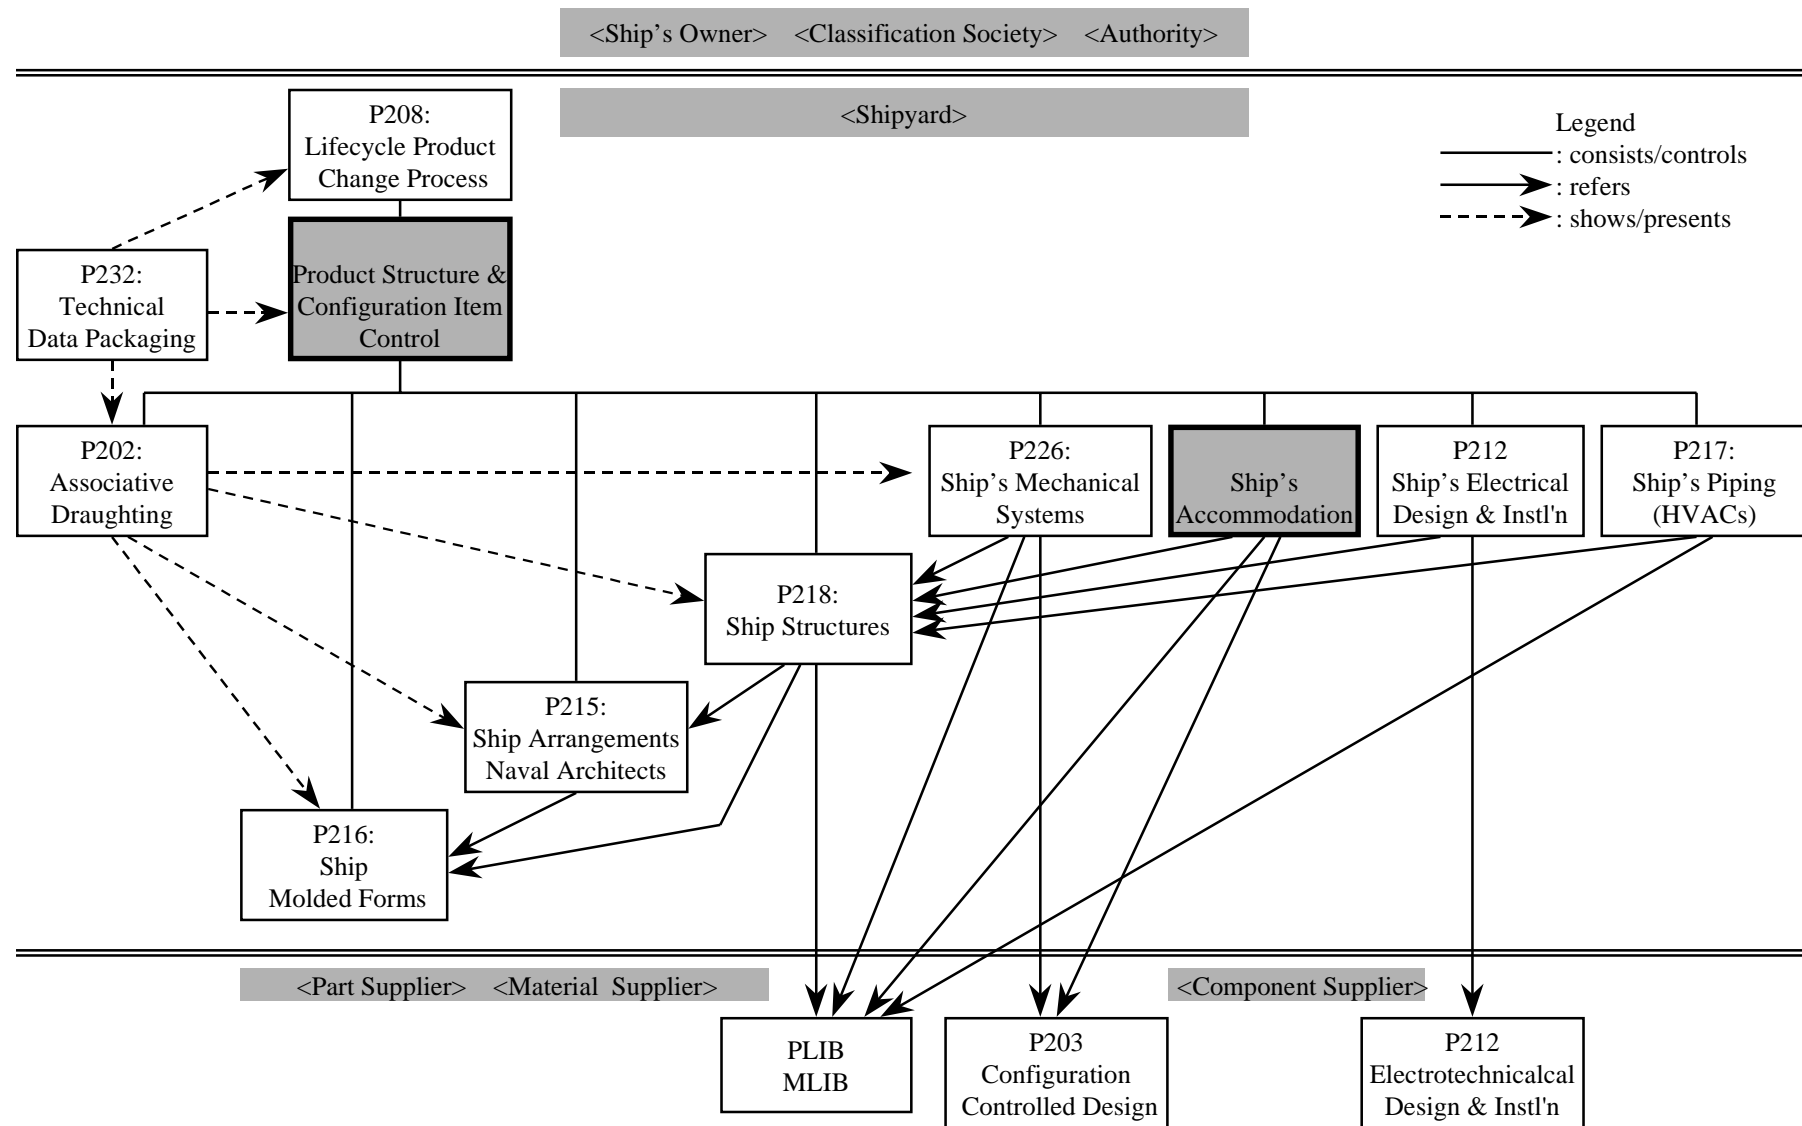 <Ship's Owner> <Classification Society> <Authority>
<Shipyard>
P208:
Lifecycle Product
Change Process
Legend
: consists/controls
: refers
: shows/presents
P232:
Technical
Data Packaging
Product Structure &
Configuration Item
Control
P202:
Associative
Draughting
P226:
Ship's Mechanical
Systems
Ship's
Accommodation
P212
Ship's Electrical
Design & Instl'n
P217:
Ship's Piping
(HVACs)
P218:
Ship Structures
P215:
Ship Arrangements
Naval Architects
P216:
Ship
Molded Forms
<Part Supplier> <Material Supplier>
<Component Supplier>
PLIB
MLIB
P203
Configuration
Controlled Design
P212
Electrotechnicalcal
Design & Instl'n